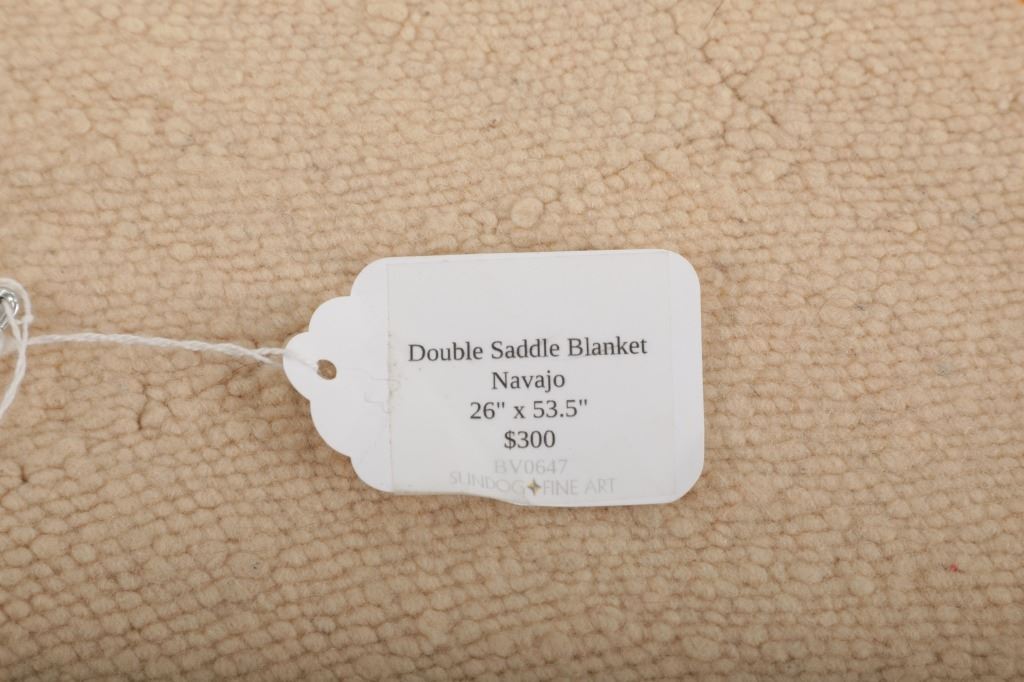 Double Saddle Blanket
Navajo
26" x 53.5"
$300
BV0647
SUNDOG FINE ART